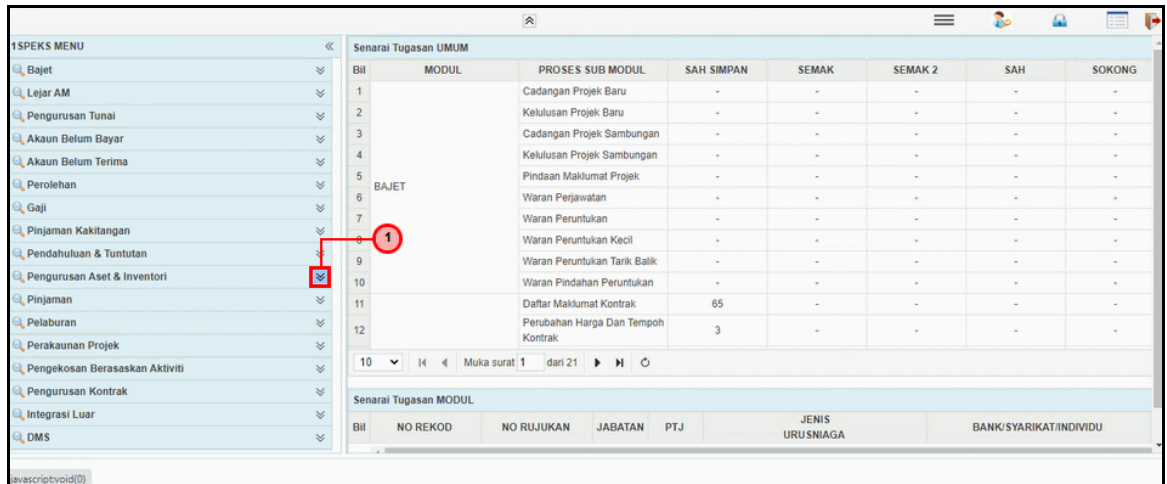 1SPEKS MENU
Bajet
Lejar AM
Pengurusan Tunai
Akaun Belum Bayar
Akaun Belum Terima
Perolehan
Gaji
Pinjaman Kakitangan
Pendahuluan & Tuntutan
Pengurusan Aset & Inventori
Pinjaman
Pelaburan
Perakaunan Projek
Pengekosan Berasaskan Aktiviti
Pengurusan Kontrak
Integrasi Luar
DMS
1
Senarai Tugasan UMUM
Bil MODUL PROSES SUB MODUL SAH SIMPAN SEMAK SEMAK 2 SAH SOKONG
1 Cadangan Projek Baru - - - - -
2 Kelulusan Projek Baru - - - - -
3 Cadangan Projek Sambungan - - - - -
4 Kelulusan Projek Sambungan - - - - -
5 Pindaan Maklumat Projek - - - - -
BAJET
6 Waran Perjawatan - - - - -
7 Waran Peruntukan - - - - -
8 Waran Peruntukan Kecil - - - - -
9 Waran Peruntukan Tarik Balik - - - - -
10 Waran Pindahan Peruntukan - - - - -
11 Daftar Maklumat Kontrak 65 - - - -
12 Perubahan Harga Dan Tempoh Kontrak 3 - - - -
10 Muka surat 1 dari 21
Senarai Tugasan MODUL
Bil NO REKOD NO RUJUKAN JABATAN PTJ JENIS URUSNIAGA BANK/SYARIKAT/INDIVIDU
javascript:void(0)